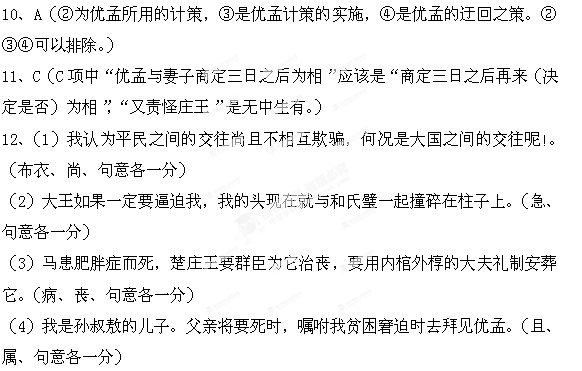 10、A（②为优孟所用的计策，③是优孟计策的实施，④是优孟的迂回之策。②
③④可以排除。）
11、C（C 项中“优孟与妻子商定三日之后为相”应该是“商定三日之后再来（决
定是否）为相”，“又责怪庄王”是无中生有。）
12、（1）我认为平民之间的交往尚且不相互欺骗，何况是大国之间的交往呢!。
（布衣、尚、句意各一分）
（2）大王如果一定要逼迫我，我的头现在就与和氏璧一起撞碎在柱子上。（急、
句意各一分）
（3）马患肥胖症而死，楚庄王要群臣为它治丧，要用内棺外椁的大夫礼制安葬
它。（病、丧、句意各一分）
（4）我是孙叔敖的儿子。父亲将要死时，嘱咐我贫困窘迫时去拜见优孟。（且、
属、句意各一分）